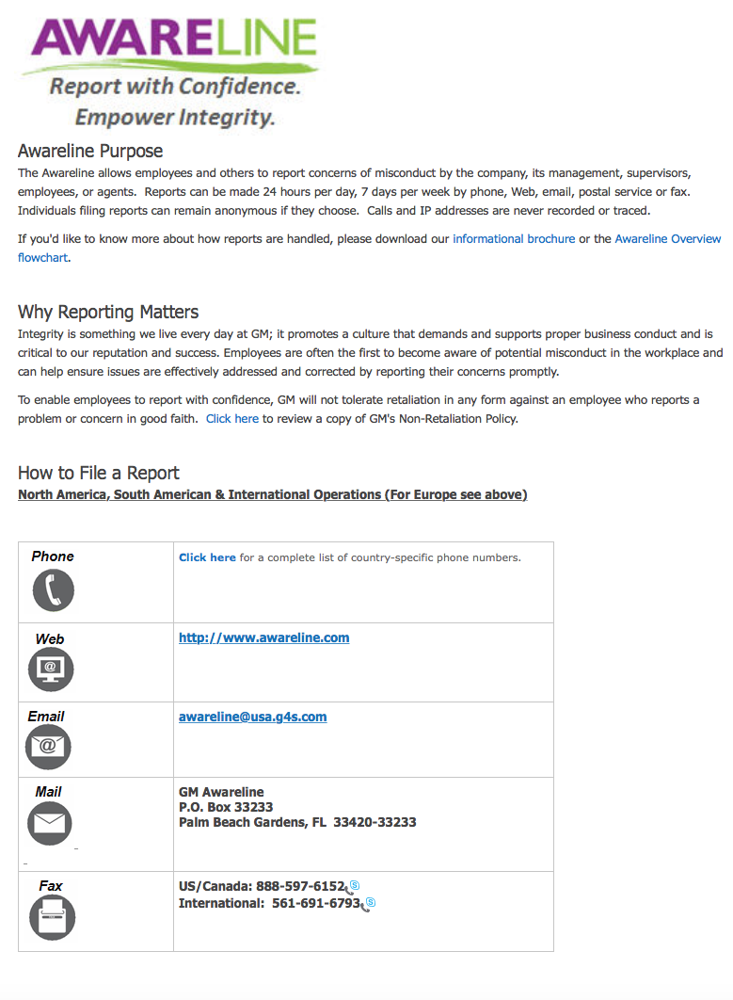 AWARELINE
Report with Confidence.
Empower Integrity.
Awareline Purpose
The Awareline allows employees and others to report concerns of misconduct by the company, its management, supervisors,
employees, or agents.  Reports can be made 24 hours per day, 7 days per week by phone, Web, email, postal service or fax.
Individuals filing reports can remain anonymous if they choose.  Calls and IP addresses are never recorded or traced.
If you'd like to know more about how reports are handled, please download our informational brochure or the Awareline Overview
flowchart.
Why Reporting Matters
Integrity is something we live every day at GM; it promotes a culture that demands and supports proper business conduct and is
critical to our reputation and success. Employees are often the first to become aware of potential misconduct in the workplace and
can help ensure issues are effectively addressed and corrected by reporting their concerns promptly.
To enable employees to report with confidence, GM will not tolerate retaliation in any form against an employee who reports a
problem or concern in good faith.  Click here to review a copy of GM's Non-Retaliation Policy.
How to File a Report
North America, South American & International Operations (For Europe see above)
Phone
Click here for a complete list of country-specific phone numbers.
Web
http://www.awareline.com
Email
awareline@usa.g4s.com
Mail
GM Awareline
P.O. Box 33233
Palm Beach Gardens, FL  33420-33233
Fax
US/Canada: 888-597-6152
International:  561-691-6793